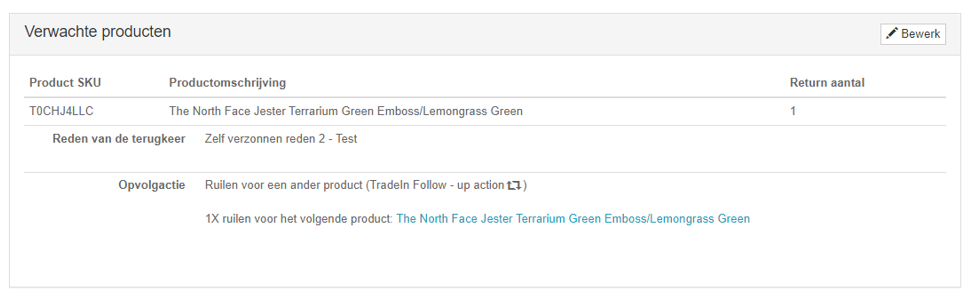 Verwachte producten
Bewerk
Product SKU Productomschrijving Return aantal
T0CHJ4LLC The North Face Jester Terrarium Green Emboss/Lemongrass Green 1
Reden van de terugkeer Zelf verzonnen reden 2 - Test
Opvolgactie Ruilen voor een ander product (TradeIn Follow - up action )
1X ruilen voor het volgende product: The North Face Jester Terrarium Green Emboss/Lemongrass Green